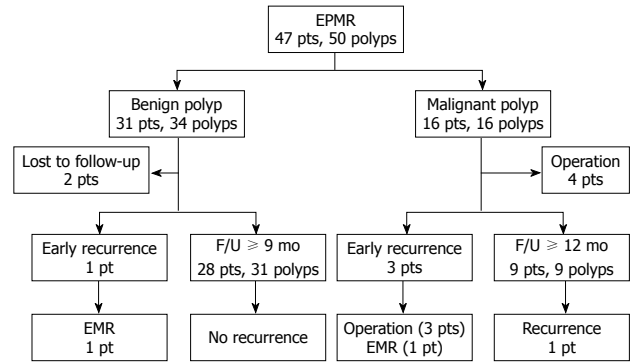 EPMR
47 pts, 50 polyps
Benign polyp
31 pts, 34 polyps
Malignant polyp
16 pts, 16 polyps
Lost to follow-up
2 pts
Operation
4 pts
Early recurrence
1 pt
F/U ⩾ 9 mo
28 pts, 31 polyps
Early recurrence
3 pts
F/U ⩾ 12 mo
9 pts, 9 polyps
EMR
1 pt
No recurrence
Operation (3 pts)
EMR (1 pt)
Recurrence
1 pt